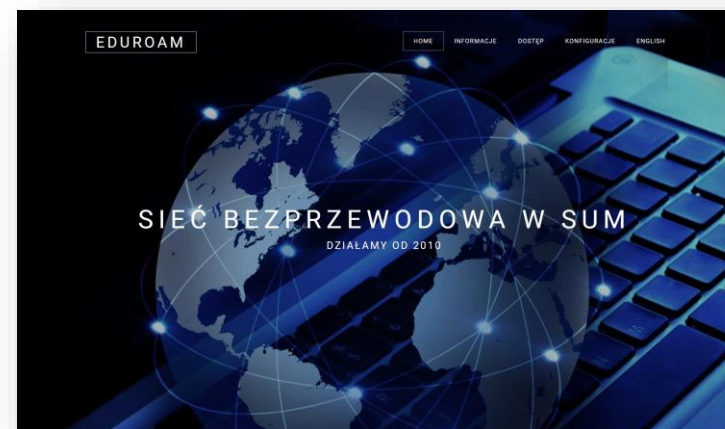 EDUROAM
HOME INFORMACJE DOSTĘP KONFIGURACJE ENGLISH
SIEĆ BEZPRZEWODOWA W SUM
DZIAŁAMY OD 2010